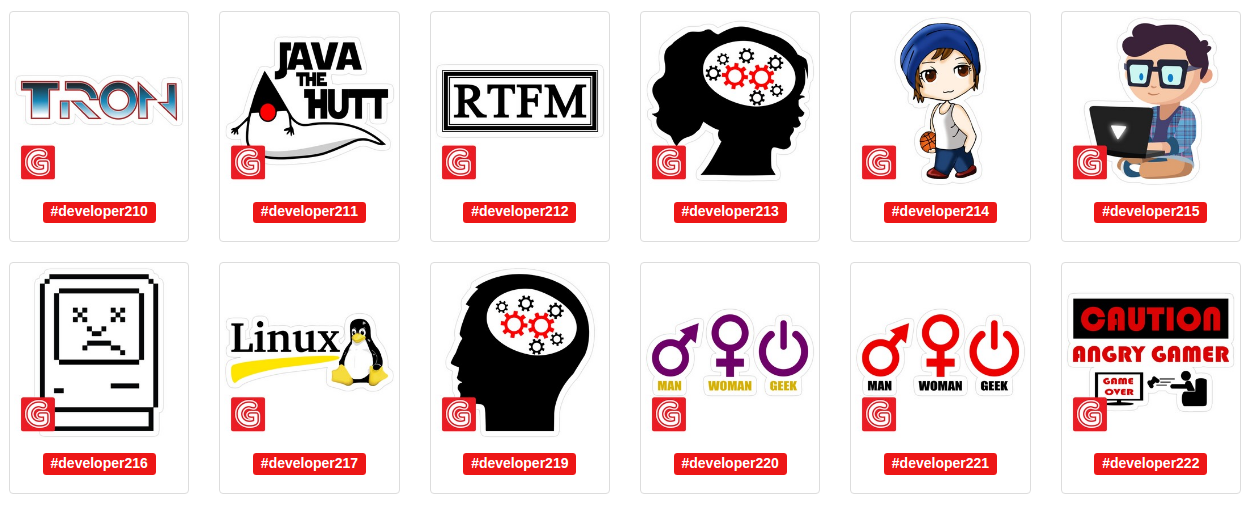 TRON
JAVA
THE
HUTT
RTFM
G
G
G
G
G
G
#developer210
#developer211
#developer212
#developer213
#developer214
#developer215
Linux
MAN
WOMAN
GEEK
MAN
WOMAN
GEEK
CAUTION
ANGRY GAMER
GAME
OVER
G
G
G
G
G
G
#developer216
#developer217
#developer219
#developer220
#developer221
#developer222